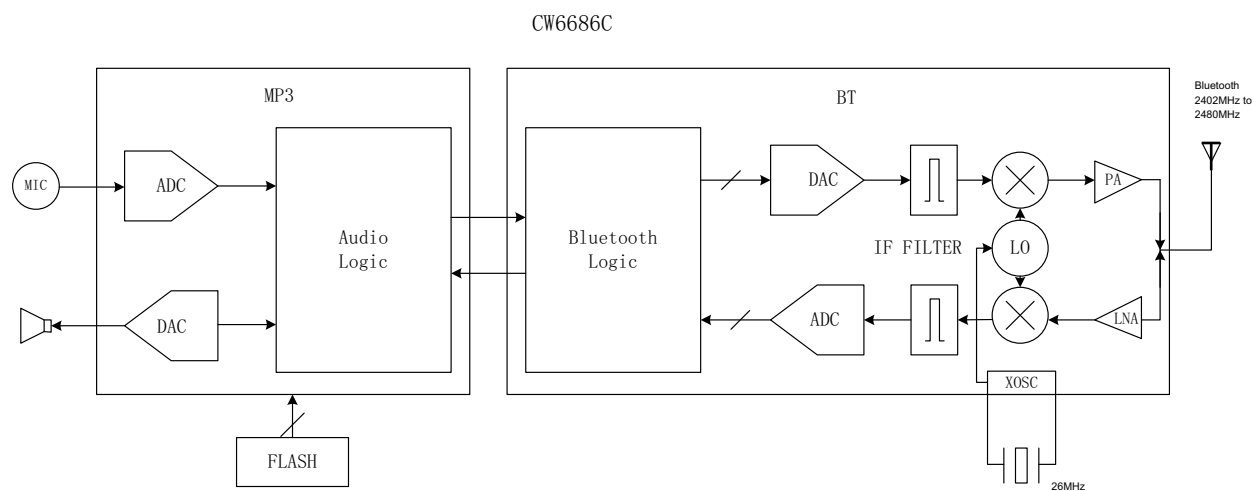 CW6686C
MP3
BT
Bluetooth
2402MHz to
2480MHz
MIC
ADC
DAC
PA
Audio
Logic
Bluetooth
Logic
IF FILTER
LO
DAC
ADC
LNA
XOSC
FLASH
26MHz